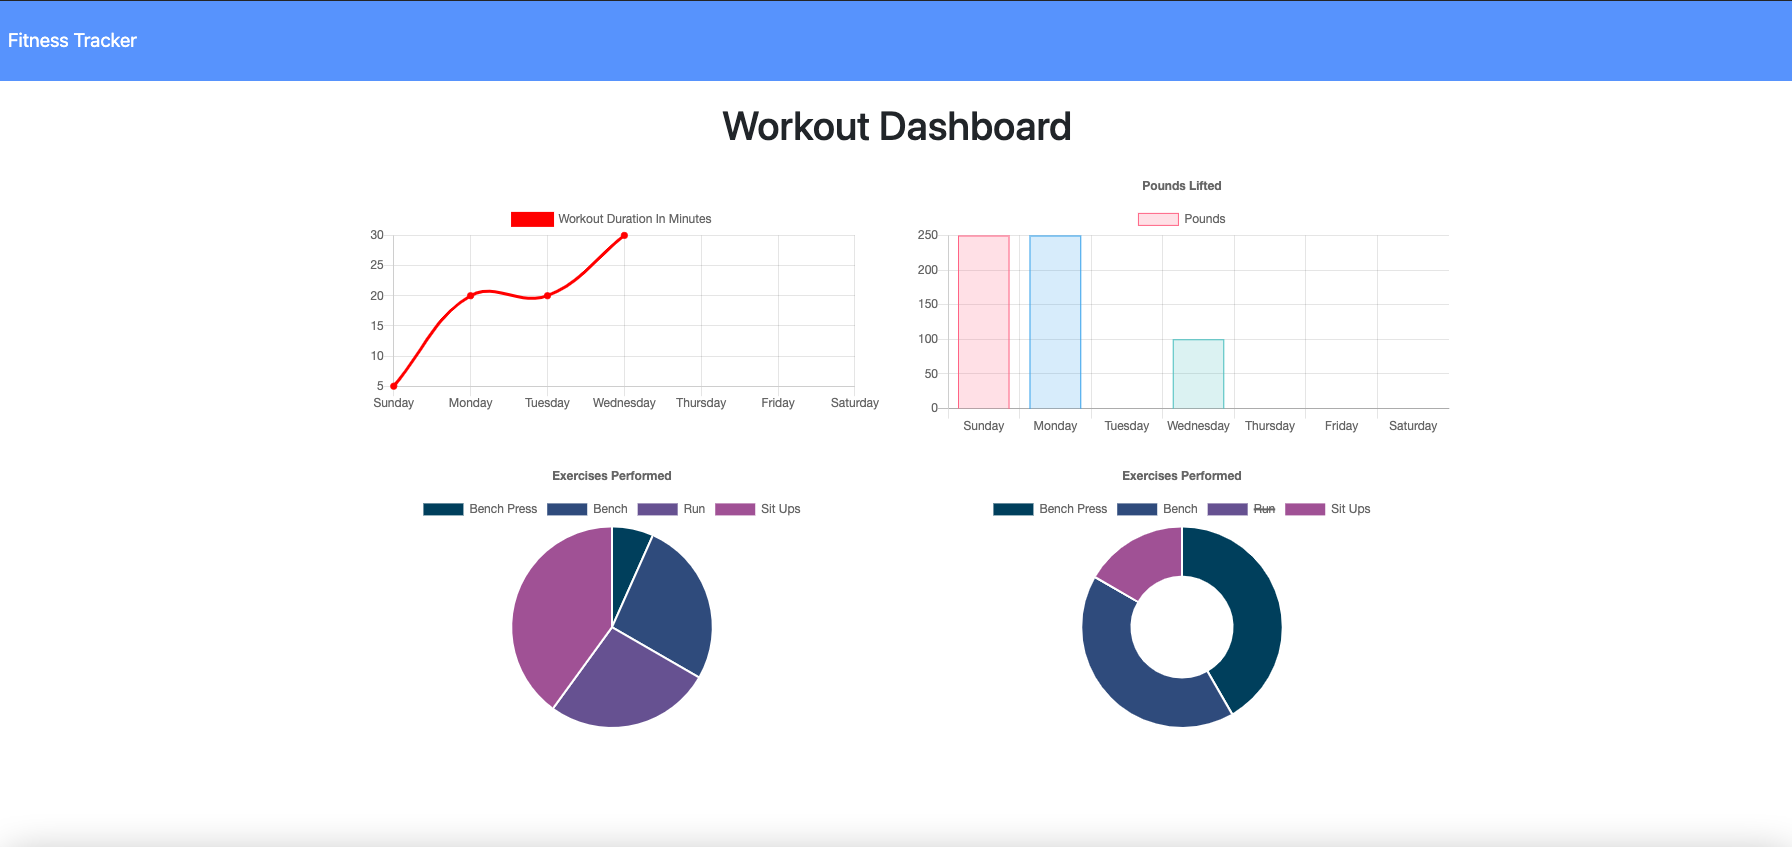 Fitness Tracker
Workout Dashboard
Workout Duration In Minutes
30
25
20
15
10
5
Sunday Monday Tuesday Wednesday Thursday Friday Saturday
Pounds Lifted
Pounds
250
200
150
100
50
0
Sunday Monday Tuesday Wednesday Thursday Friday Saturday
Exercises Performed
Bench Press Bench Run Sit Ups
Exercises Performed
Bench Press Bench Run Sit Ups